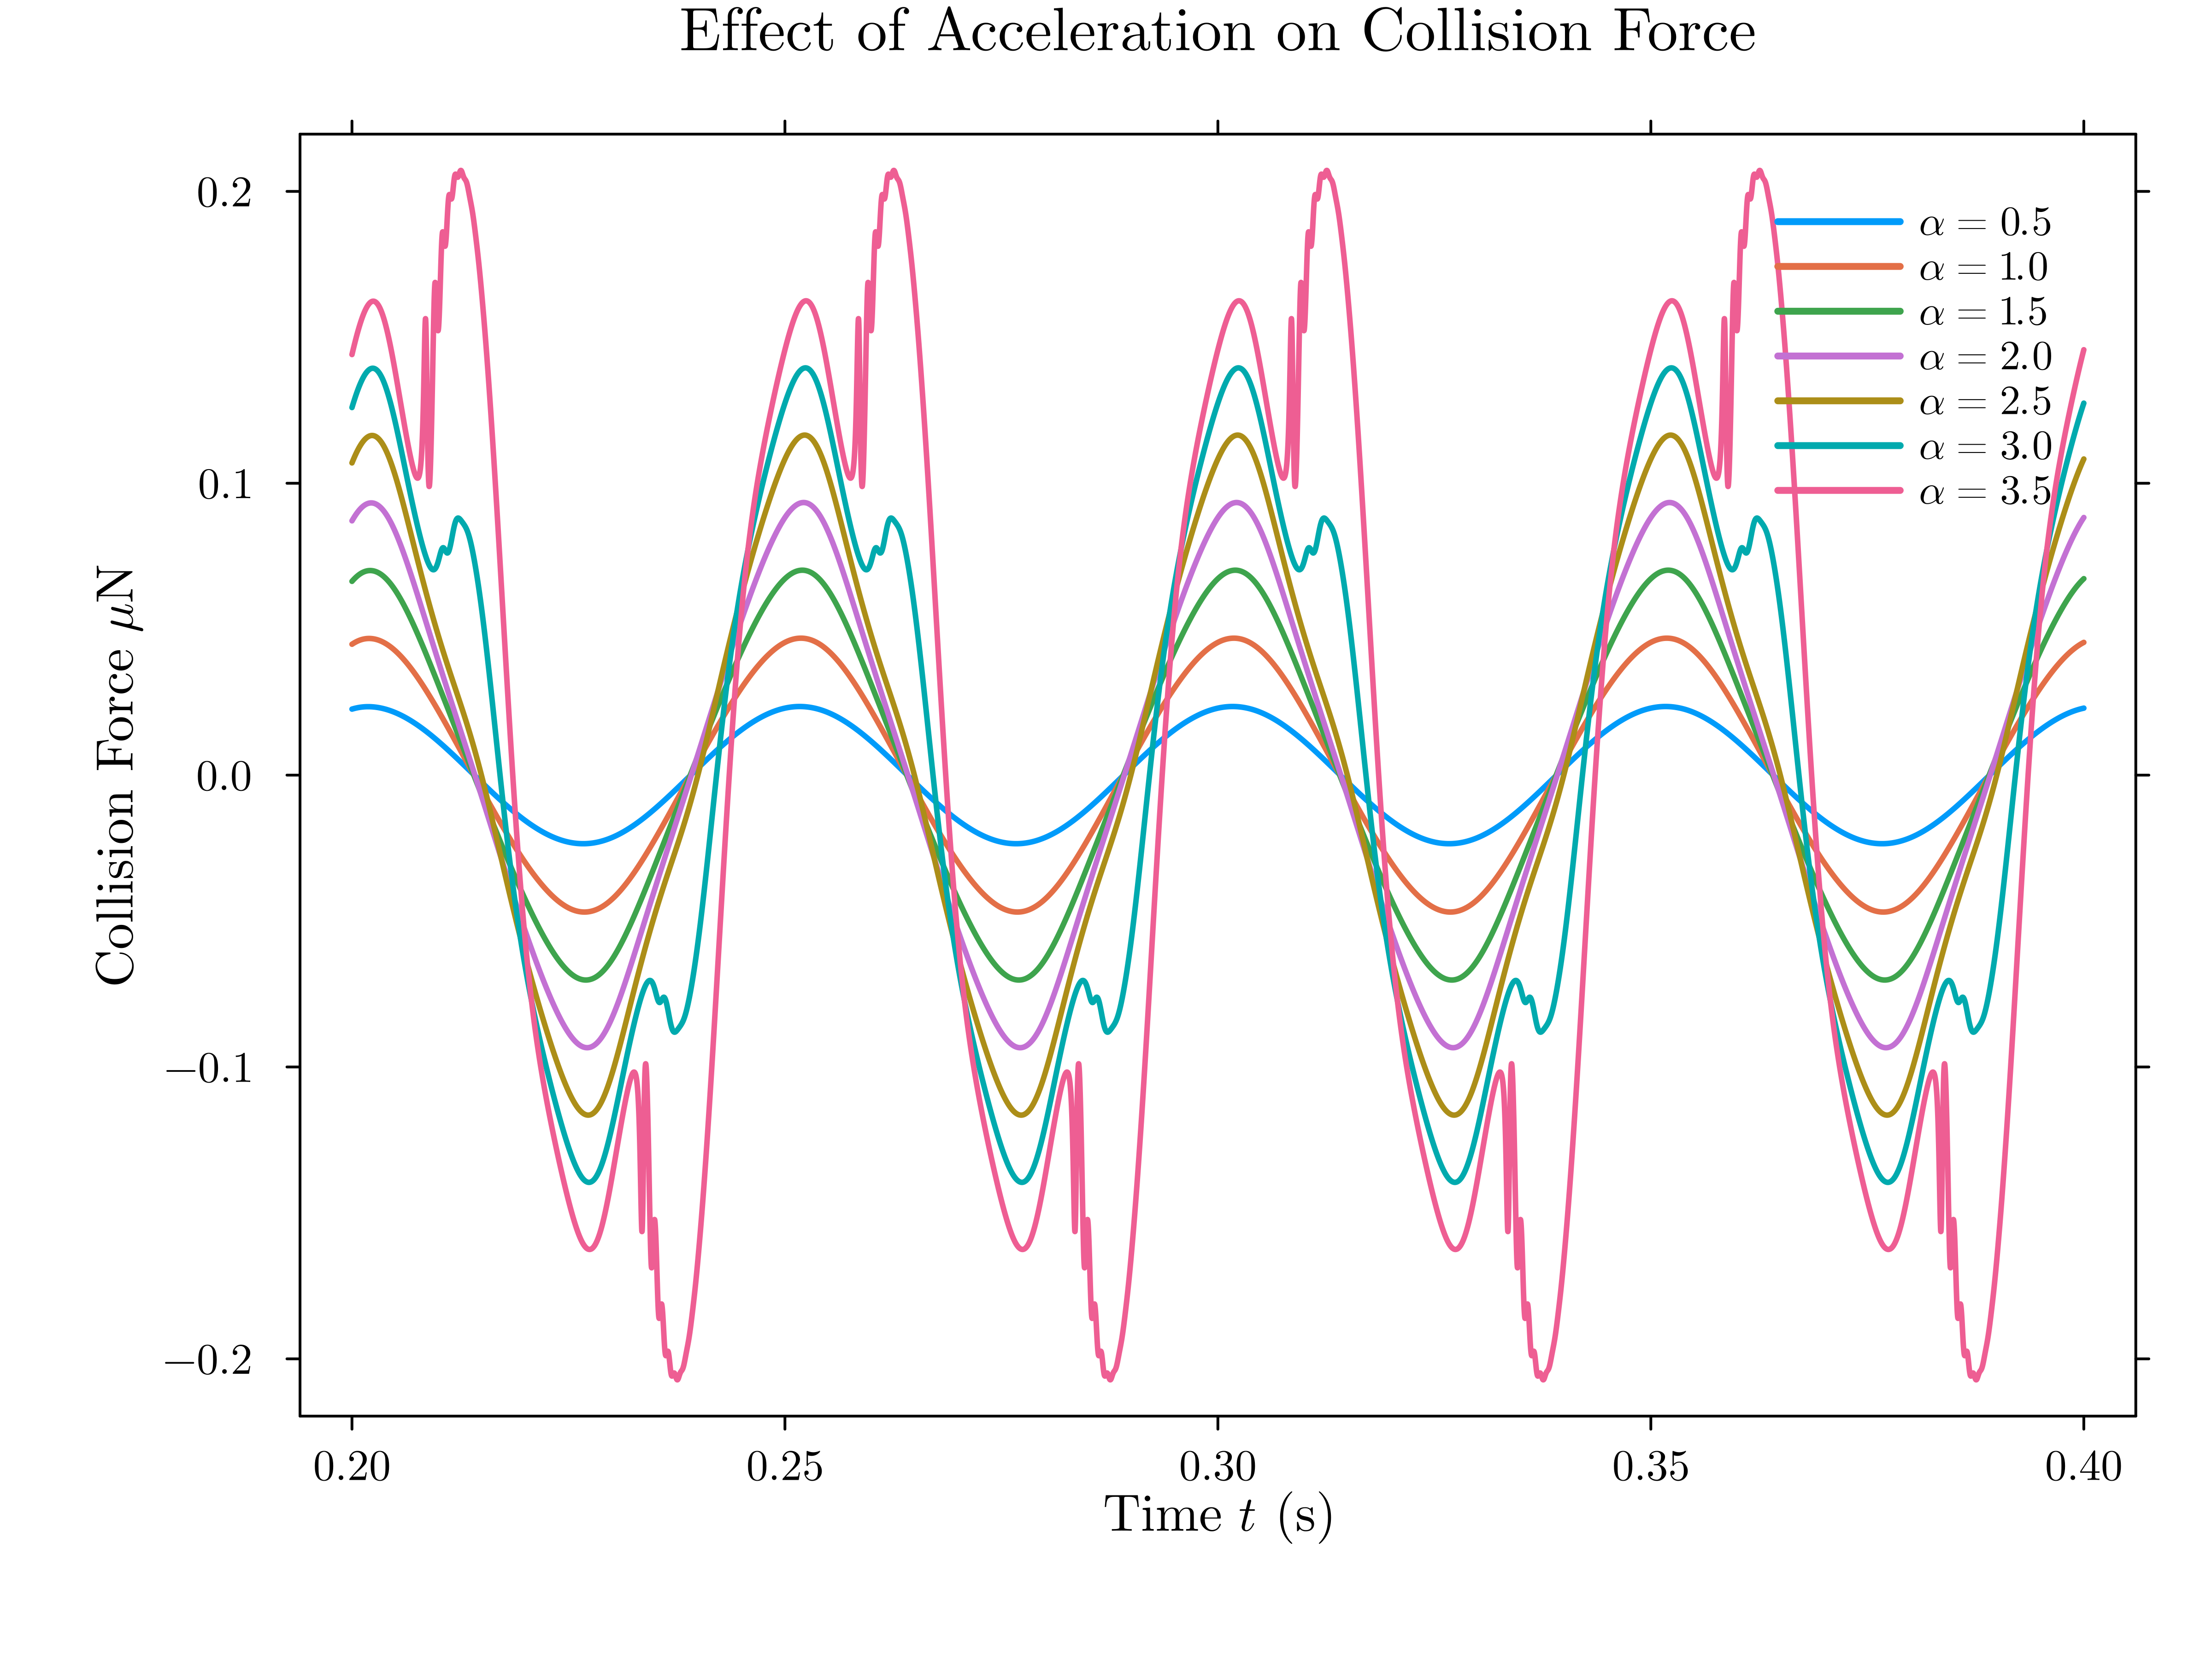 Effect of Acceleration on Collision Force
Collision Force μN
0.2
0.1
0.0
−0.1
−0.2
α = 0.5
α = 1.0
α = 1.5
α = 2.0
α = 2.5
α = 3.0
α = 3.5
0.20 0.25 0.30 0.35 0.40
Time t (s)